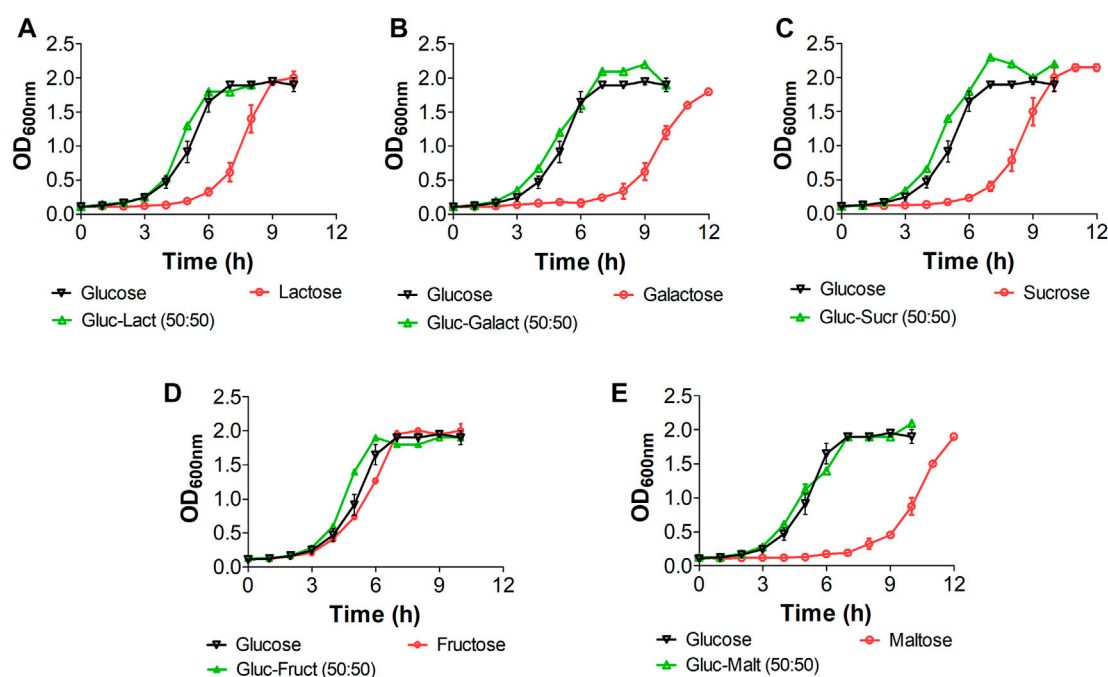 A
2.5
2.0
1.5
1.0
0.5
0.0
OD600nm
0 3 6 9 12
Time (h)
Glucose
Lactose
Gluc-Lact (50:50)
B
2.5
2.0
1.5
1.0
0.5
0.0
OD600nm
0 3 6 9 12
Time (h)
Glucose
Galactose
Gluc-Galact (50:50)
C
2.5
2.0
1.5
1.0
0.5
0.0
OD600nm
0 3 6 9 12
Time (h)
Glucose
Sucrose
Gluc-Sucr (50:50)
D
2.5
2.0
1.5
1.0
0.5
0.0
OD600nm
0 3 6 9 12
Time (h)
Glucose
Fructose
Gluc-Fruct (50:50)
E
2.5
2.0
1.5
1.0
0.5
0.0
OD600nm
0 3 6 9 12
Time (h)
Glucose
Maltose
Gluc-Malt (50:50)